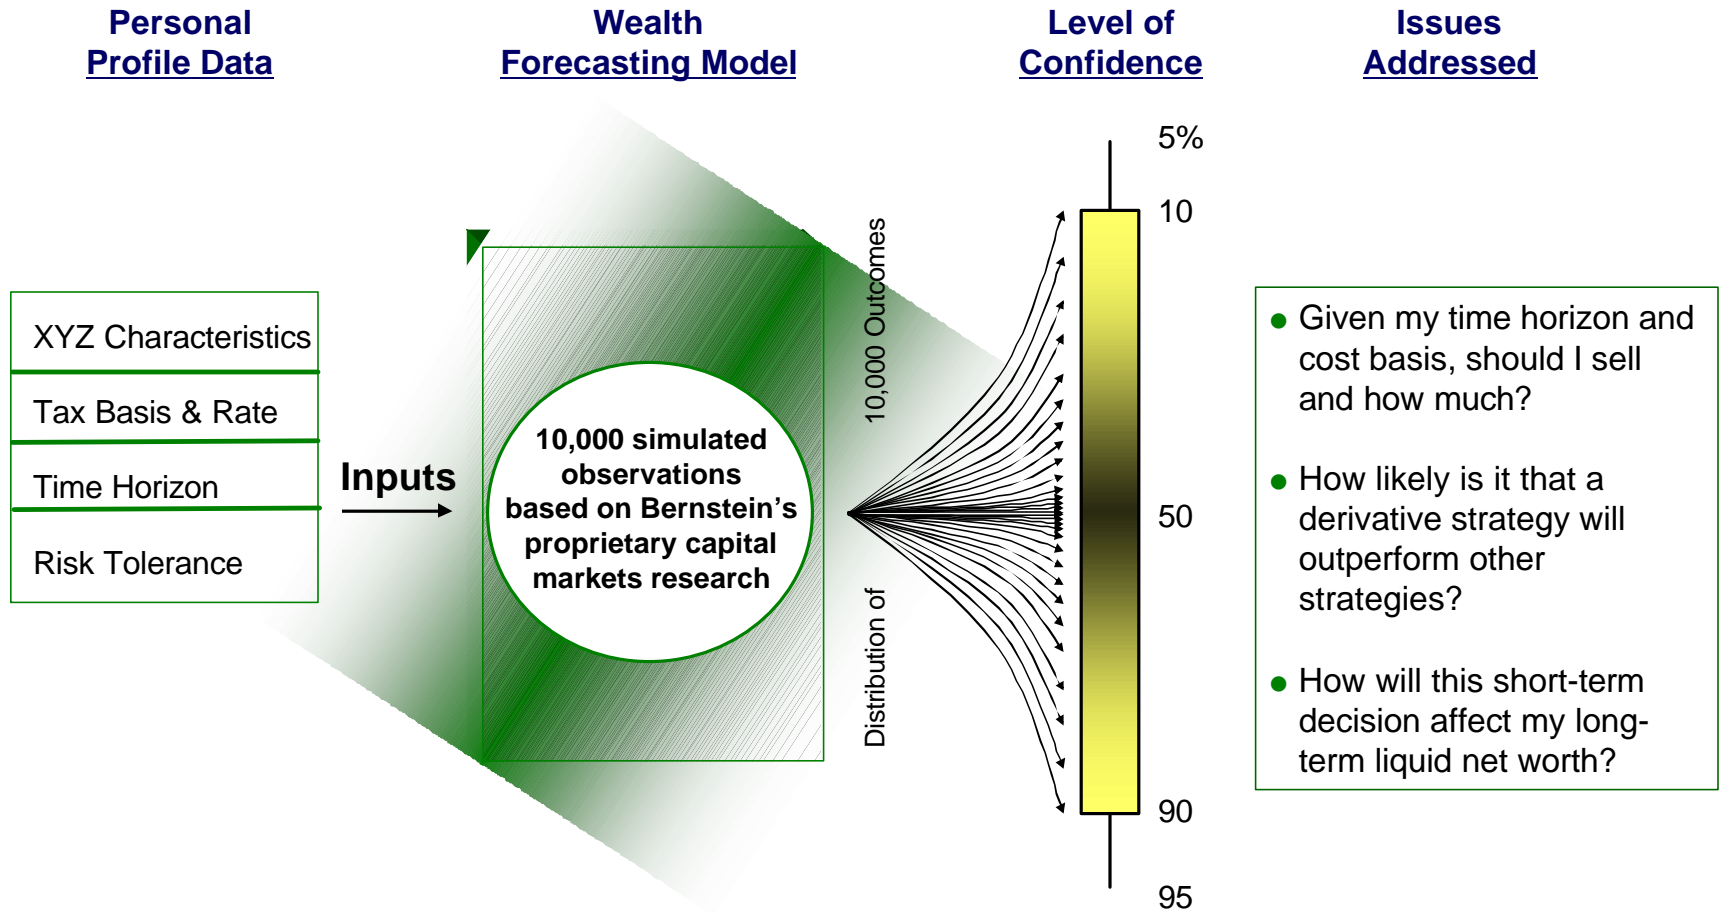 Personal
Profile Data
Wealth
Forecasting Model
Level of
Confidence
Issues
Addressed
XYZ Characteristics
Tax Basis & Rate
Time Horizon
Risk Tolerance
Inputs
10,000 simulated
observations
based on Bernstein’s
proprietary capital
markets research
Distribution of
10,000 Outcomes
5%
10
50
90
95
● Given my time horizon and
cost basis, should I sell
and how much?
● How likely is it that a
derivative strategy will
outperform other
strategies?
● How will this short-term
decision affect my long-
term liquid net worth?